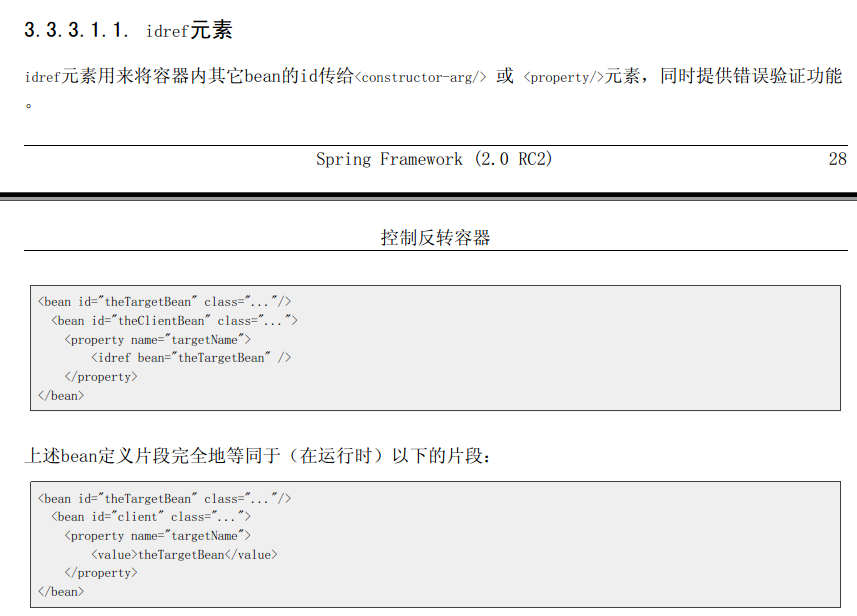 3.3.3.1.1. idref元素
idref元素用来将容器内其它bean的id传给<constructor-arg/> 或 <property/>元素，同时提供错误验证功能
。
Spring Framework (2.0 RC2) 28
控制反转容器
<bean id="theTargetBean" class="..."/>
<bean id="theClientBean" class="...">
<property name="targetName">
<idref bean="theTargetBean" />
</property>
</bean>
上述bean定义片段完全地等同于（在运行时）以下的片段：
<bean id="theTargetBean" class="..."/>
<bean id="client" class="...">
<property name="targetName">
<value>theTargetBean</value>
</property>
</bean>